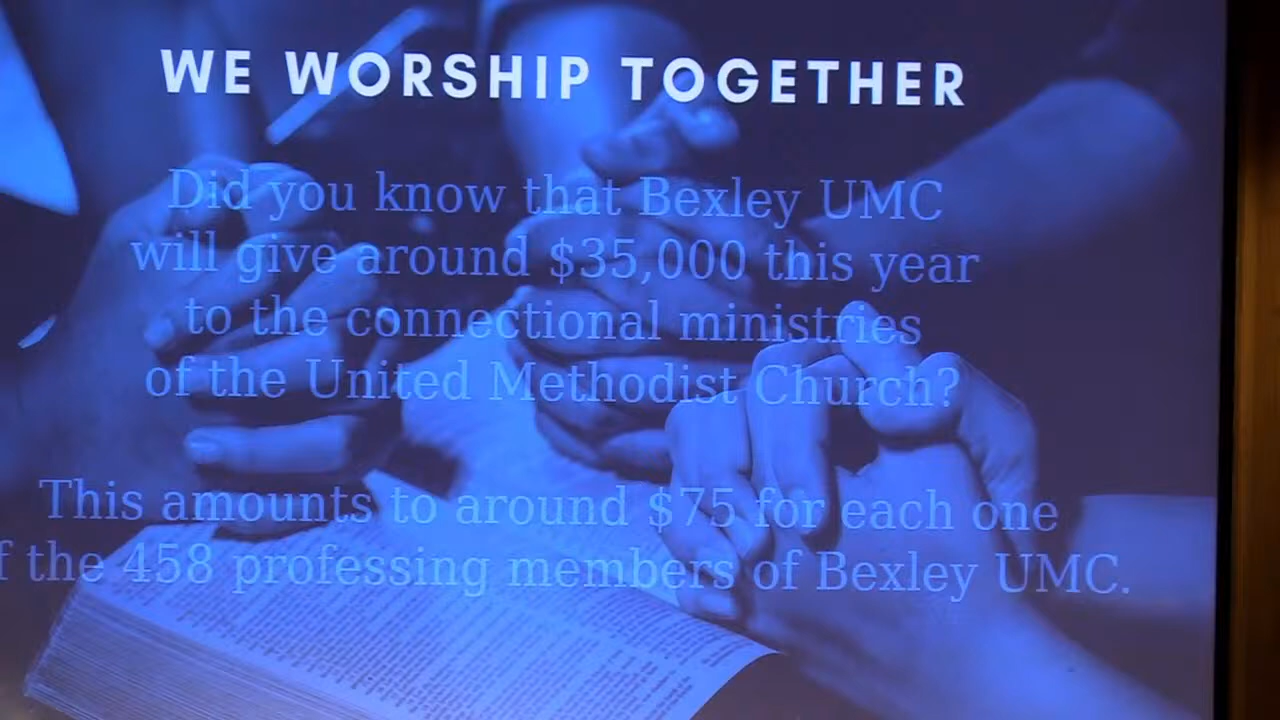 WE WORSHIP TOGETHER
Did you know that Bexley UMC
will give around $35,000 this year
to the connectional ministries
of the United Methodist Church?
This amounts to around $75 for each one
f the 458 professing members of Bexley UMC.